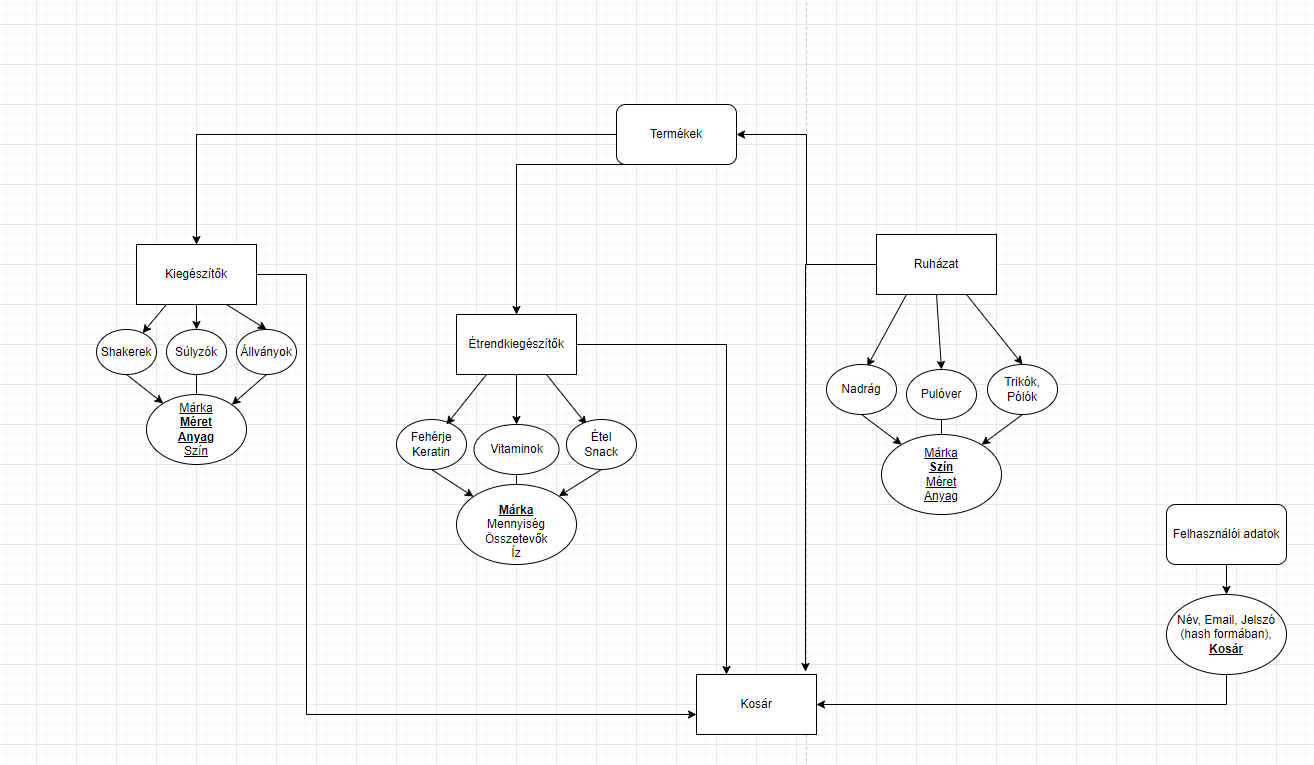 Termékek
Kiegészítők
Shakerek
Súlyzók
Állványok
Márka
Méret
Anyag
Szín
Étrendkiegészítők
Fehérje
Keratin
Vitaminok
Étel
Snack
Márka
Mennyiség
Összetevők
Íz
Ruházat
Nadrág
Pulóver
Trikók,
Pólók
Márka
Szín
Méret
Anyag
Felhasználói adatok
Név, Email, Jelszó
(hash formában),
Kosár
Kosár